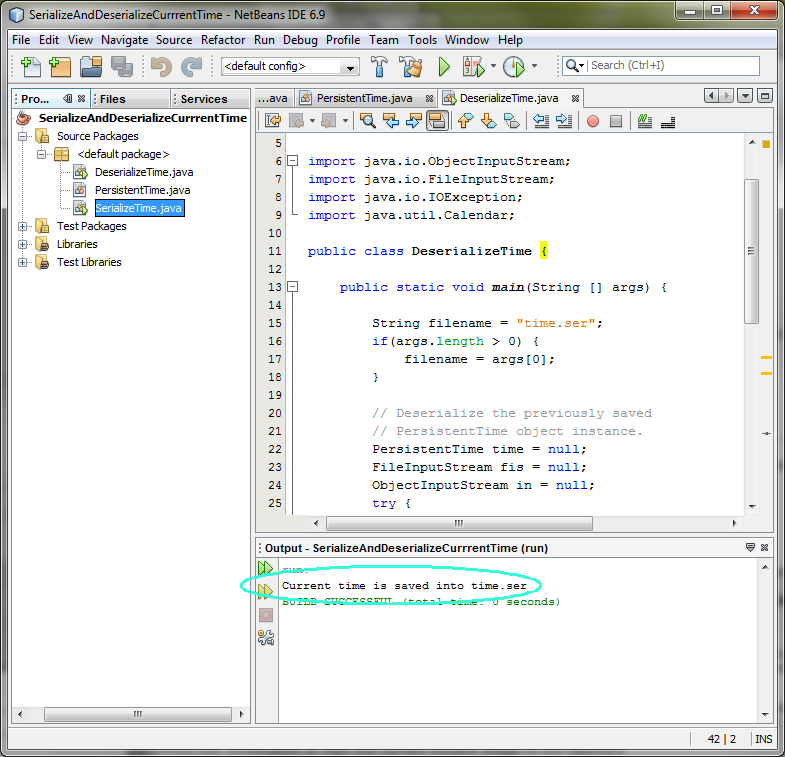 SerializeAndDeserializeCurrrentTime - NetBeans IDE 6.9
File Edit View Navigate Source Refactor Run Debug Profile Team Tools Window Help
<default config>
Search (Ctrl+I)
Pro... Files Services
...ava PersistentTime.java DeserializeTime.java
SerializeAndDeserializeCurrrentTime
Source Packages
<default package>
DeserializeTime.java
PersistentTime.java
SerializeTime.java
Test Packages
Libraries
Test Libraries
5
6 import java.io.ObjectInputStream;
7 import java.io.FileInputStream;
8 import java.io.IOException;
9 import java.util.Calendar;
10
11 public class DeserializeTime {
12
13 public static void main(String [] args) {
14
15 String filename = "time.ser";
16 if(args.length > 0) {
17 filename = args[0];
18 }
19
20 // Deserialize the previously saved
21 // PersistentTime object instance.
22 PersistentTime time = null;
23 FileInputStream fis = null;
24 ObjectInputStream in = null;
25 try {
Output - SerializeAndDeserializeCurrrentTime (run)
run:
Current time is saved into time.ser
BUILD SUCCESSFUL (total time: 0 seconds)
42 | 2 INS